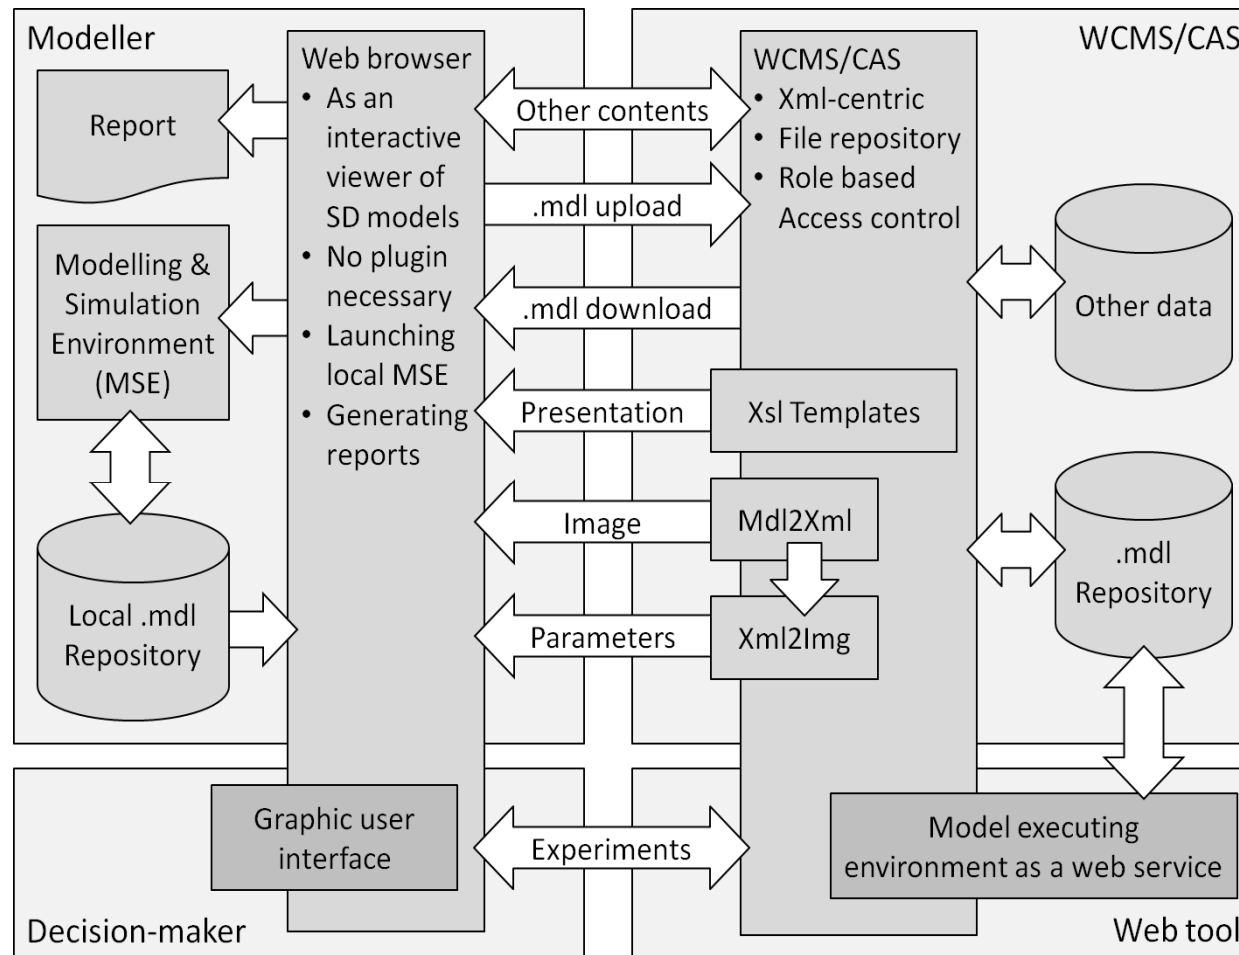 Modeller
WCMS/CAS
Report
Modelling &
Simulation
Environment
(MSE)
Local .mdl
Repository
Web browser
• As an
interactive
viewer of
SD models
• No plugin
necessary
• Launching
local MSE
• Generating
reports
Other contents
.mdl upload
.mdl download
Presentation
Image
Parameters
WCMS/CAS
• Xml-centric
• File repository
• Role based
Access control
Xsl Templates
Mdl2Xml
Xml2Img
Other data
.mdl
Repository
Graphic user
interface
Experiments
Model executing
environment as a web service
Decision-maker
Web tool